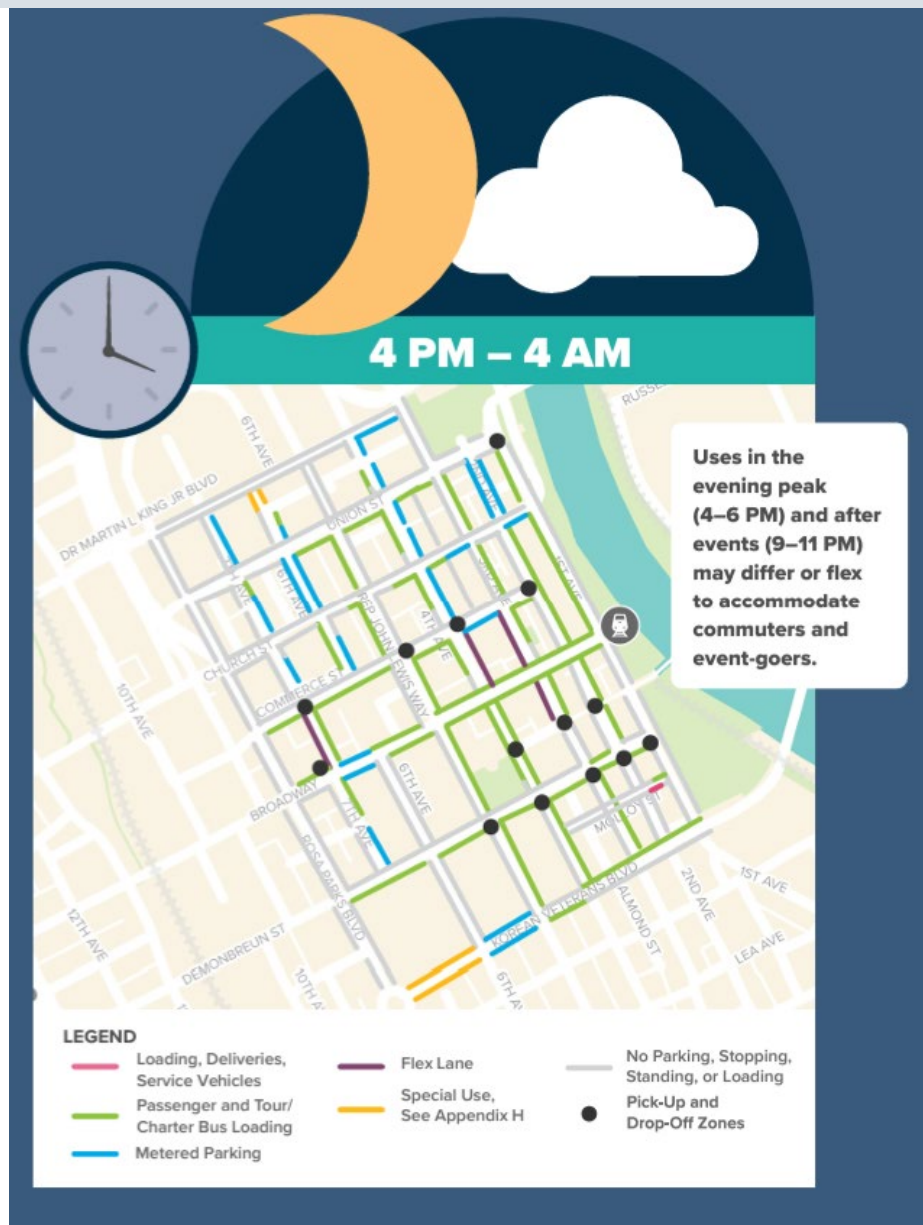 4 PM – 4 AM
Uses in the
evening peak
(4–6 PM) and after
events (9–11 PM)
may differ or flex
to accommodate
commuters and
event-goers.
6TH AVE
DR MARTIN L KING JR BLVD
UNION ST
2ND AVE
1ST AVE
6TH AVE
REP. JOHN LEWIS WAY
4TH AVE
CHURCH ST
COMMERCE ST
10TH AVE
BROADWAY
7TH AVE
6TH AVE
ROSA PARKS BLVD
MOLLOY ST
KOREAN VETERANS BLVD
1ST AVE
2ND AVE
ALMOND ST
LEA AVE
12TH AVE
DEMONBREUN ST
6TH AVE
LEGEND
Loading, Deliveries,
Service Vehicles
Passenger and Tour/
Charter Bus Loading
Metered Parking
Flex Lane
Special Use,
See Appendix H
No Parking, Stopping,
Standing, or Loading
Pick-Up and
Drop-Off Zones